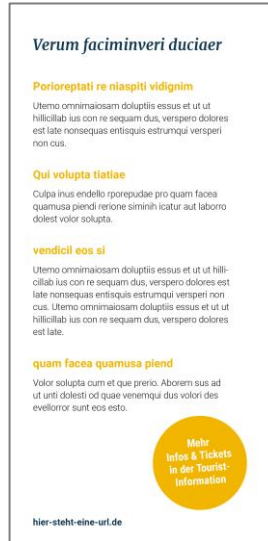 Verum faciminveri duciaer
Porioreptati re niaspiti vidignim
Utemo omnimaiosam doluptiis essus et ut ut
hillicillab ius con re sequam dus, verspero dolores
est late nonsequas entisquis estrumqui versperi
non cus.
Qui volupta tiatiae
Culpa inus endello rporepudae pro quam facea
quamusa piendi rerione siminih icatur aut laborro
dolest volor solupta.
vendicil eos si
Utemo omnimaiosam doluptiis essus et ut ut hilli-
cillab ius con re sequam dus, verspero dolores est
late nonsequas entisquis estrumqui versperi non
cus. Utemo omnimaiosam doluptiis essus et ut ut
hillicillab ius con re sequam dus, verspero dolores
est late.
quam facea quamusa piend
Volor solupta cum et que prerio. Aborem sus ad
ut unti dolesti od quae venemqui dus volori des
evellorror sunt eos esto.
Mehr
Infos & Tickets
in der Tourist-
Information
hier-steht-eine-url.de